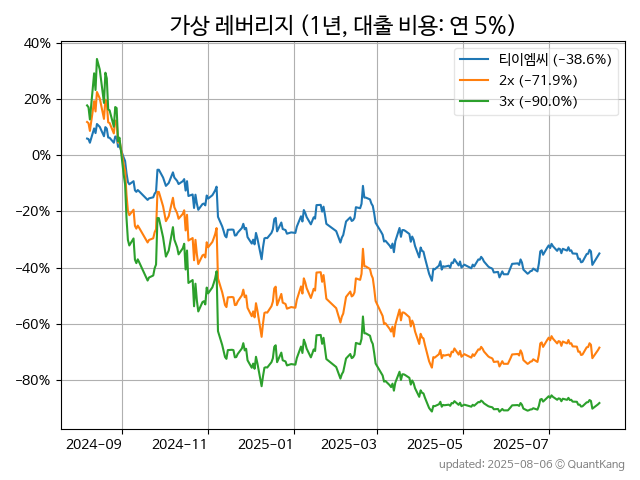 가상 레버리지 (1년, 대출 비용: 연 5%)
티이엠씨 (−38.6%)
2x (−71.9%)
3x (−90.0%)
40%
20%
0%
−20%
−40%
−60%
−80%
2024-09 2024-11 2025-01 2025-03 2025-05 2025-07
updated: 2025-08-06 © QuantKang